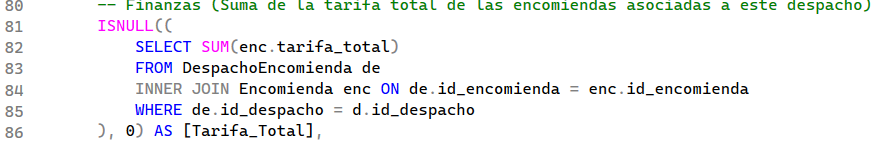 80 -- Finanzas (Suma de la tarifa total de las encomiendas asociadas a este despacho)
81 ISNULL((
82 SELECT SUM(enc.tarifa_total)
83 FROM DespachoEncomienda de
84 INNER JOIN Encomienda enc ON de.id_encomienda = enc.id_encomienda
85 WHERE de.id_despacho = d.id_despacho
86 ), 0) AS [Tarifa_Total],